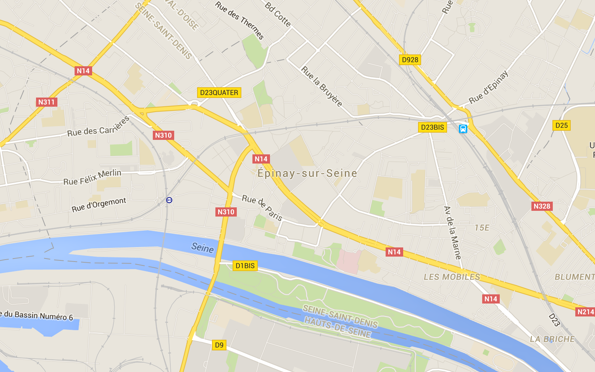 VAL-D'OISE
SEINE-SAINT-DENIS
Rue des Thermes
Bd Cotte
D928
N14
Rue la Bruyère
Rue d'Epinay
N311
D23QUATER
Rue des Carrières
N310
D23BIS
D25
N14
Épinay-sur-Seine
Rue Félix Merlin
Rue d'Orgemont
Rue de Paris
N310
N328
Av de la Marne
15E
Seine
N14
D1BIS
LES MOBILES
BLUMENT
N14
SEINE-SAINT-DENIS
HAUTS-DE-SEINE
N214
e du Bassin Numéro 6
D23
D9
LA BRICHE